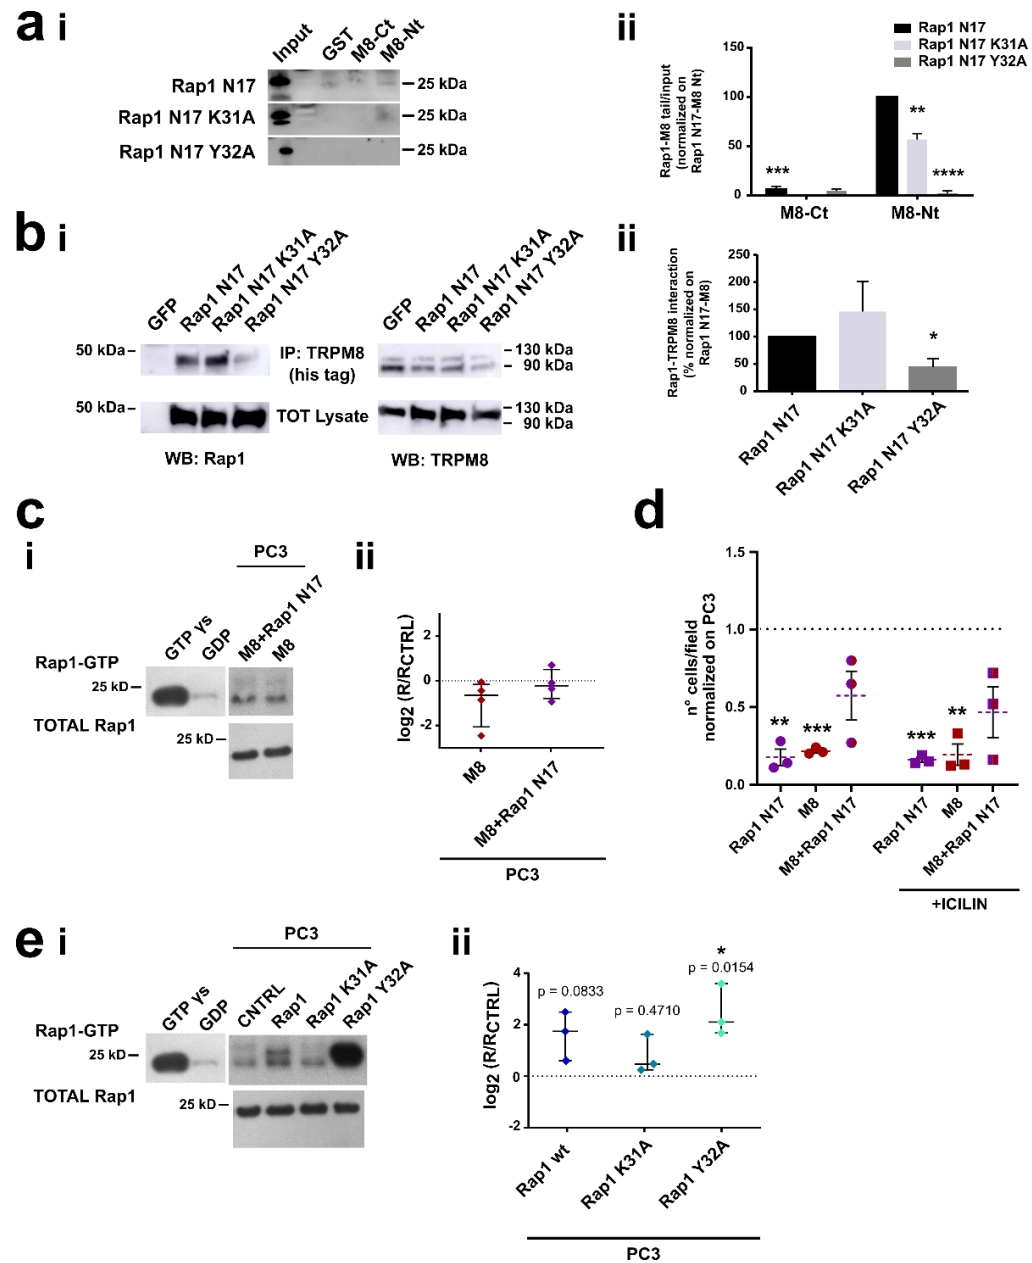 a i
Input
GST
M8-Ct
M8-Nt
Rap1 N17
25 kDa
Rap1 N17 K31A
25 kDa
Rap1 N17 Y32A
25 kDa
ii
Rap1 N17
Rap1 N17 K31A
Rap1 N17 Y32A
Rap1-M8 tail/input
(normalized on
Rap1 N17-M8 Nt)
150
100
50
0
***
**
****
M8-Ct
M8-Nt
b i
GFP
Rap1 N17
Rap1 N17 K31A
Rap1 N17 Y32A
GFP
Rap1 N17
Rap1 N17 K31A
Rap1 N17 Y32A
50 kDa
IP: TRPM8
(his tag)
130 kDa
90 kDa
50 kDa
TOT Lysate
130 kDa
90 kDa
WB: Rap1
WB: TRPM8
ii
Rap1-TRPM8 interaction
(% normalized on
Rap1 N17-M8)
250
200
150
100
50
0
*
Rap1 N17
Rap1 N17 K31A
Rap1 N17 Y32A
c
i
PC3
GTP γs
GDP
M8+Rap1 N17
M8
Rap1-GTP
25 kD
TOTAL Rap1
25 kD
ii
log2 (R/RCTRL)
2
0
-2
M8
M8+Rap1 N17
PC3
d
n° cells/field
normalized on PC3
1.5
1.0
0.5
0.0
**
***
***
**
Rap1 N17
M8
M8+Rap1 N17
Rap1 N17
M8
M8+Rap1 N17
+ICILIN
e i
PC3
GTP γs
GDP
CNTRL
Rap1
Rap1 K31A
Rap1 Y32A
Rap1-GTP
25 kD
TOTAL Rap1
25 kD
ii
log2 (R/RCTRL)
4
2
0
-2
p = 0.0833
p = 0.4710
*
p = 0.0154
Rap1 wt
Rap1 K31A
Rap1 Y32A
PC3